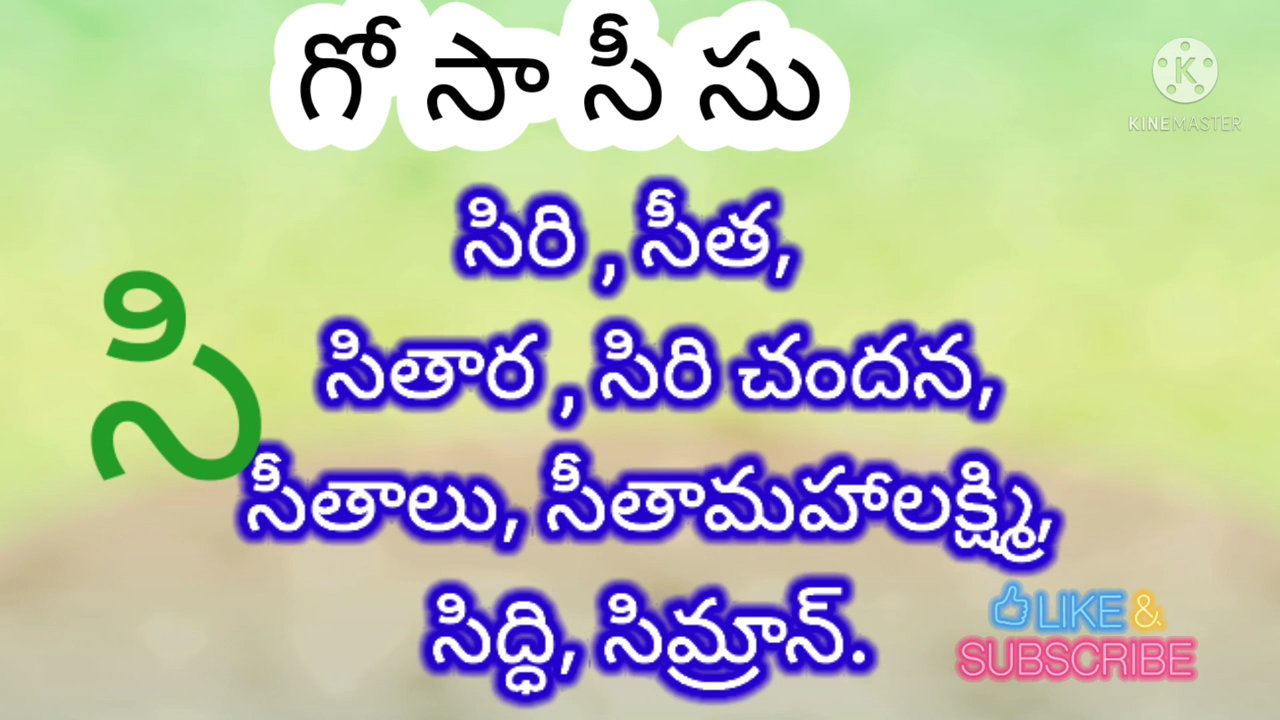 గో సా సీ సు
K
KINEMASTER
సిరి , సీత,
సి
సితార , సిరి చందన,
సీతాలు, సీతామహాలక్ష్మి,
సిద్ధి, సిమ్రాన్.
LIKE &
SUBSCRIBE